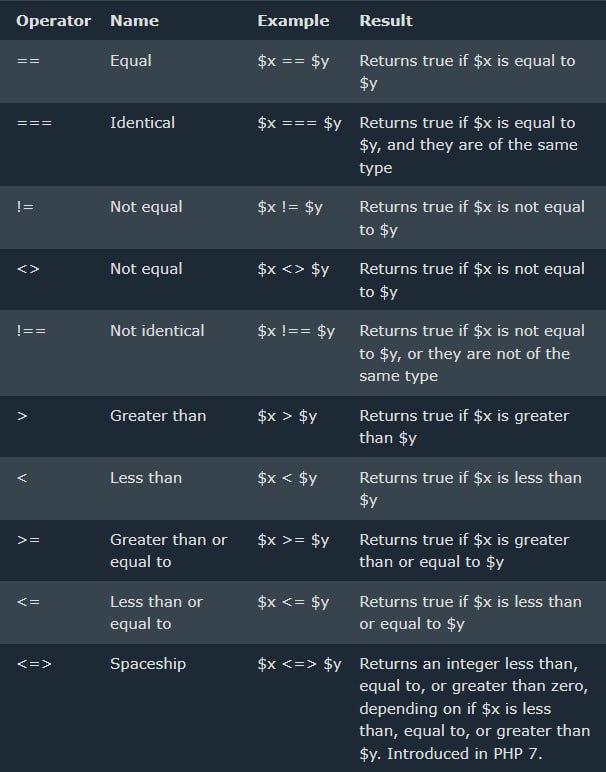 Operator Name Example Result
== Equal $x == $y Returns true if $x is equal to
$y
=== Identical $x === $y Returns true if $x is equal to
$y, and they are of the same
type
!= Not equal $x != $y Returns true if $x is not equal
to $y
<> Not equal $x <> $y Returns true if $x is not equal
to $y
!== Not identical $x !== $y Returns true if $x is not equal
to $y, or they are not of the
same type
> Greater than $x > $y Returns true if $x is greater
than $y
< Less than $x < $y Returns true if $x is less than
$y
>= Greater than or $x >= $y Returns true if $x is greater
equal to than or equal to $y
<= Less than or $x <= $y Returns true if $x is less than
equal to or equal to $y
<=> Spaceship $x <=> $y Returns an integer less than,
equal to, or greater than zero,
depending on if $x is less
than, equal to, or greater than
$y. Introduced in PHP 7.